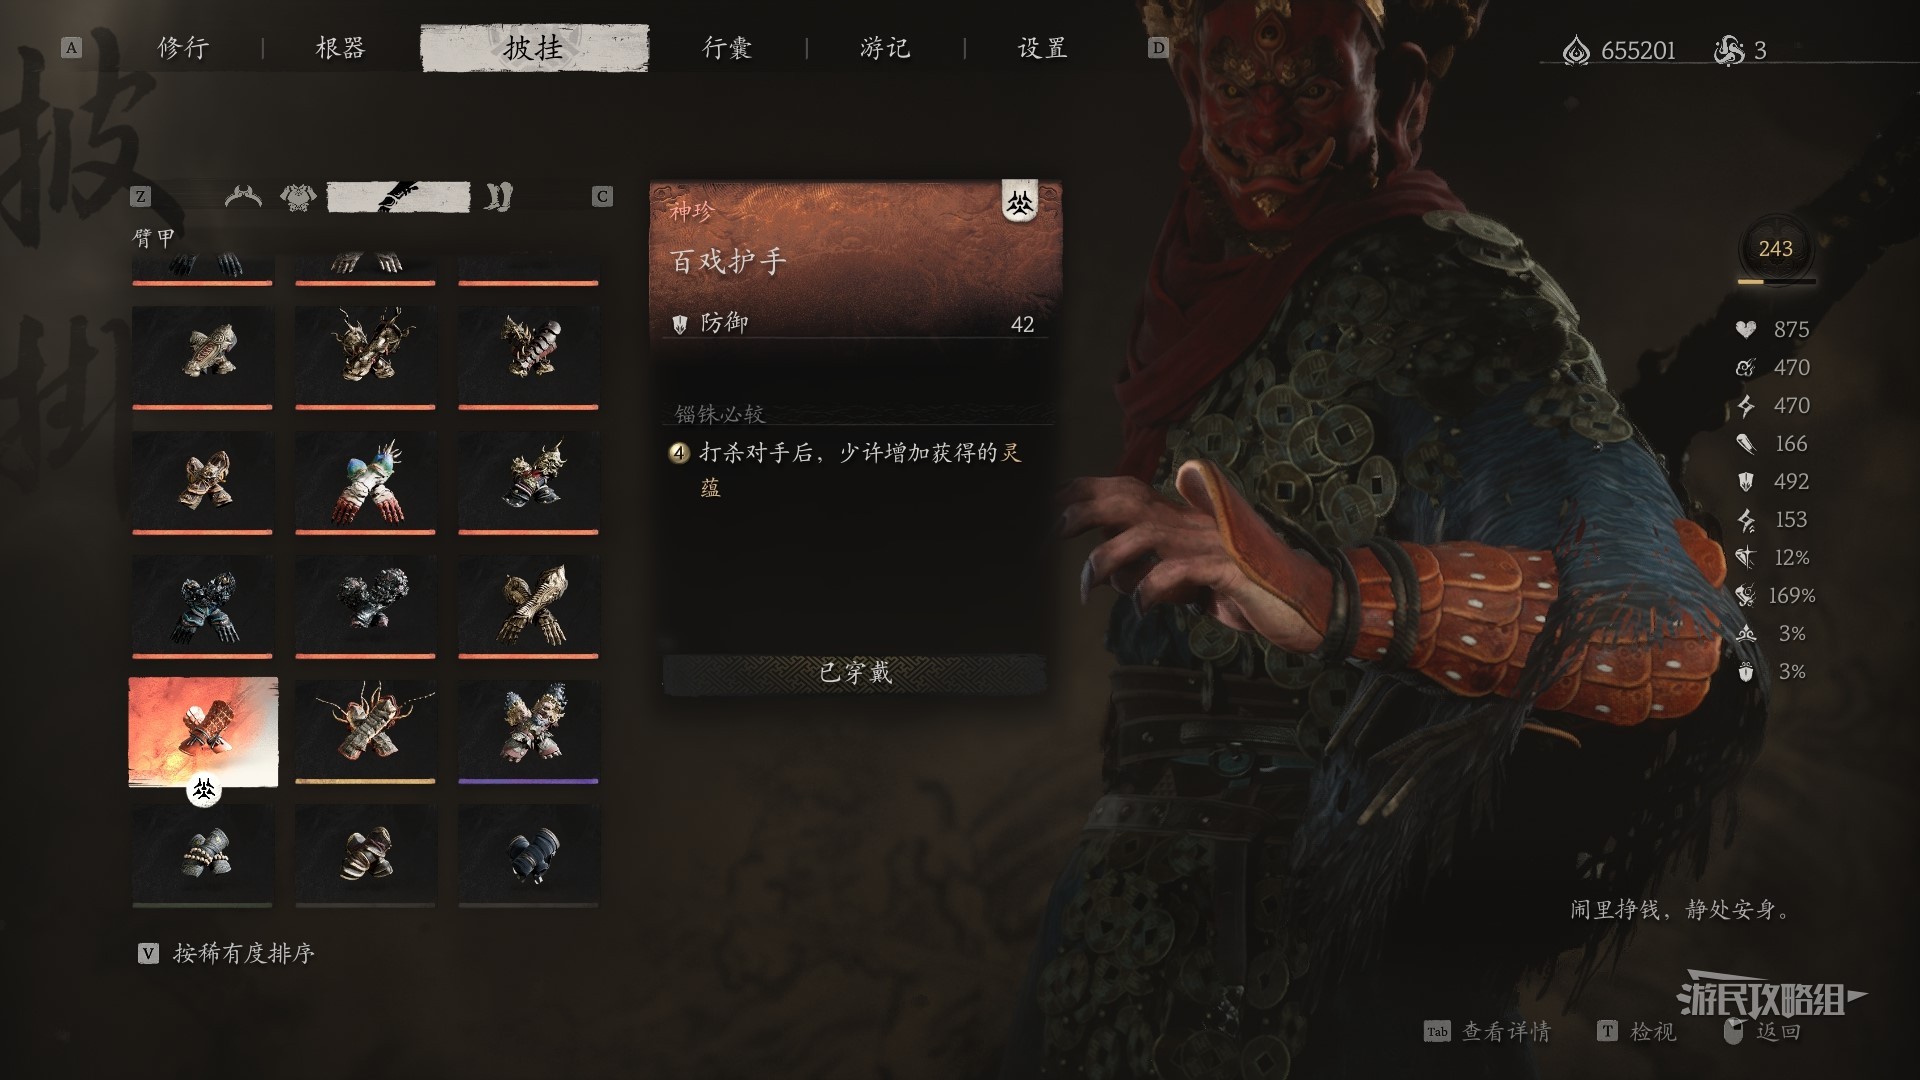 A 修行 根器 披挂 行囊 游记 设置 D 655201 3
披挂
Z C
臂甲
神珍
百戏护手
防御 42
锱铢必较
4 打杀对手后，少许增加获得的灵
蕴
已穿戴
243
875
470
470
166
492
153
12%
169%
3%
3%
闹里挣钱，静处安身。
V 按稀有度排序
游民攻略组
Tab 查看详情 T 检视 返回